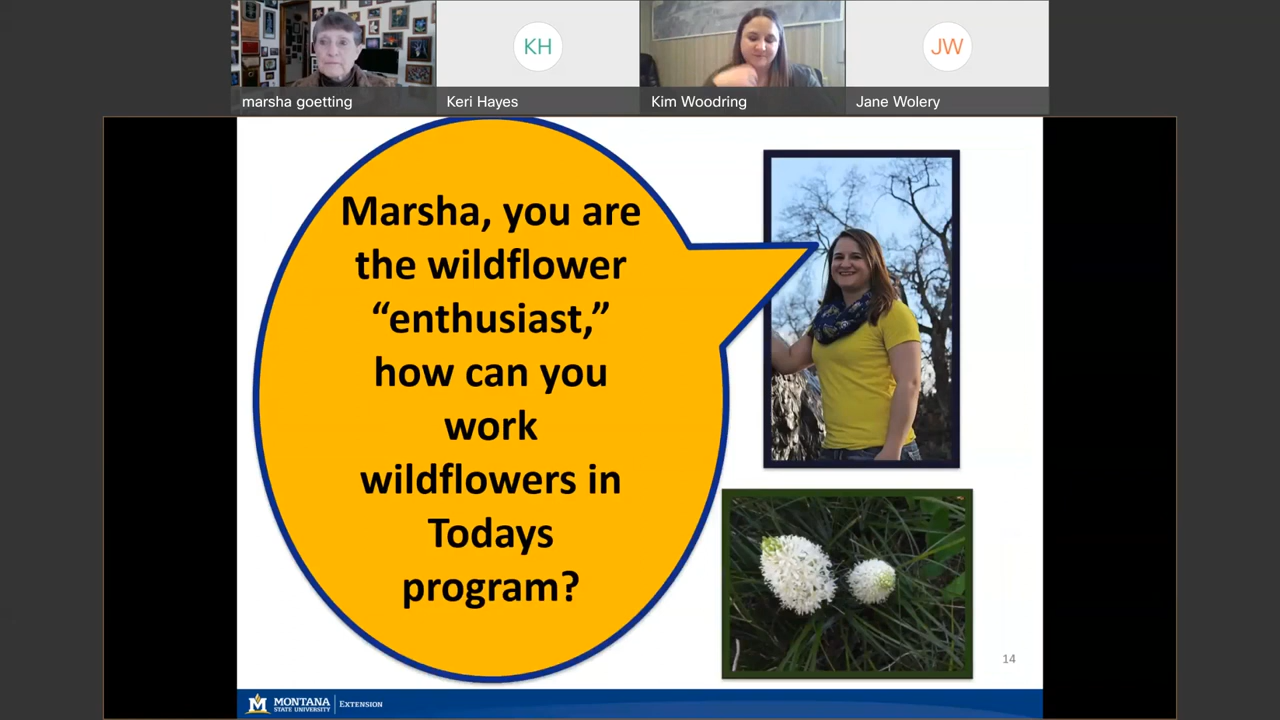 KH
JW
marsha goetting
Keri Hayes
Kim Woodring
Jane Wolery
Marsha, you are
the wildflower
“enthusiast,”
how can you
work
wildflowers in
Todays
program?
14
M MONTANA
STATE UNIVERSITY
EXTENSION